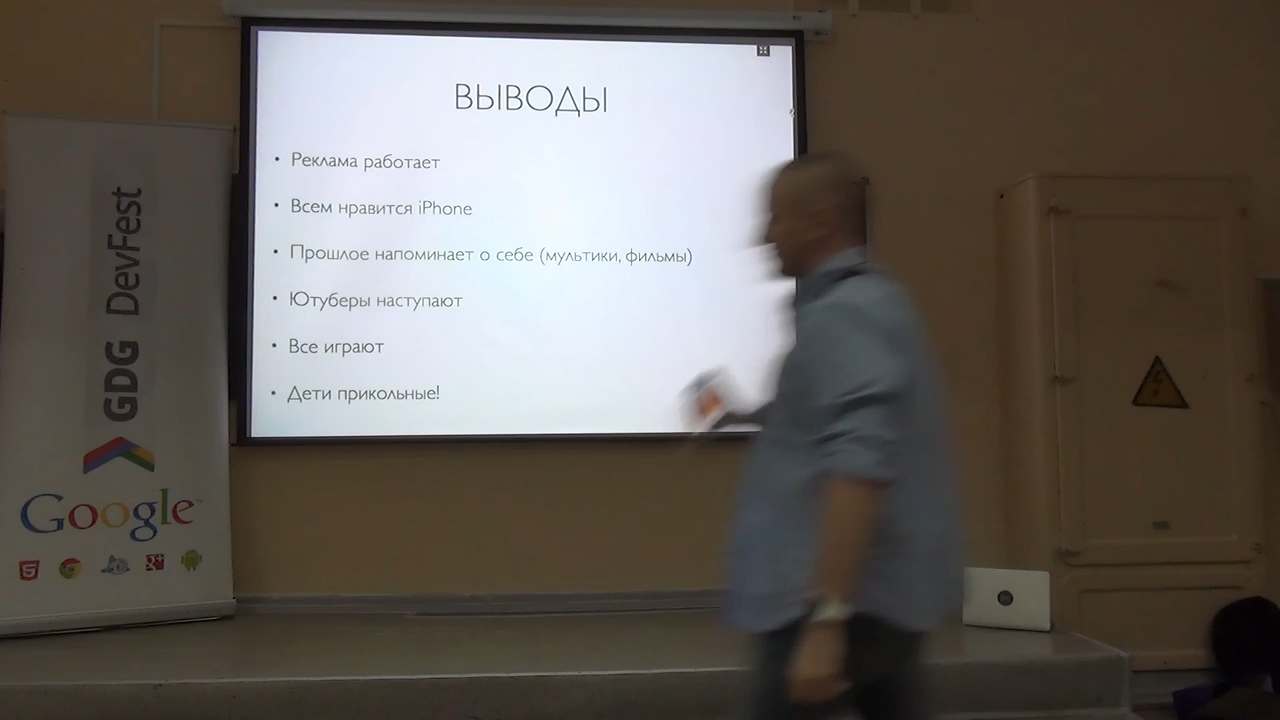 ВЫВОДЫ
• Реклама работает
• Всем нравится iPhone
• Прошлое напоминает о себе (мультики, фильмы)
• Ютуберы наступают
• Все играют
• Дети прикольные!
GDG DevFest
Google™